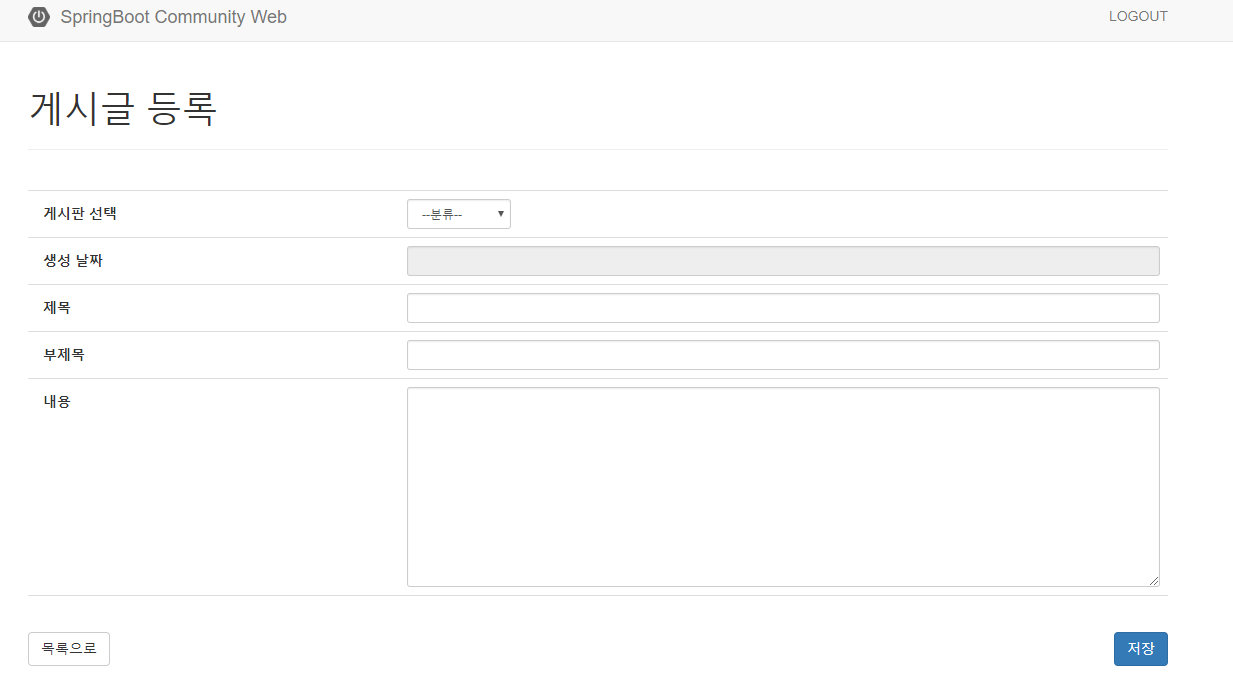 SpringBoot Community Web LOGOUT
게시글 등록
게시판 선택 --분류--
생성 날짜
제목
부제목
내용
목록으로 저장